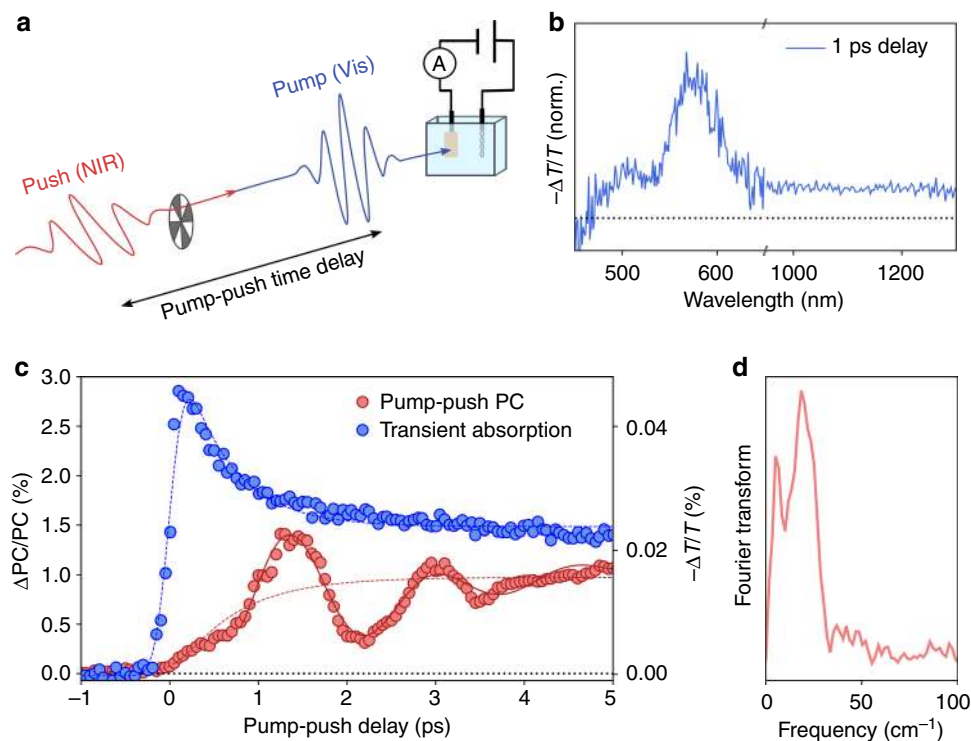 a
Push (NIR)
Pump (Vis)
A
Pump-push time delay
b
1 ps delay
−ΔT/T (norm.)
500
600
1000
1200
Wavelength (nm)
c
Pump-push PC
Transient absorption
ΔPC/PC (%)
3.0
2.5
2.0
1.5
1.0
0.5
0.0
0.04
0.02
0.00
−ΔT/T (%)
−1
0
1
2
3
4
5
Pump-push delay (ps)
d
Fourier transform
0
50
100
Frequency (cm⁻¹)